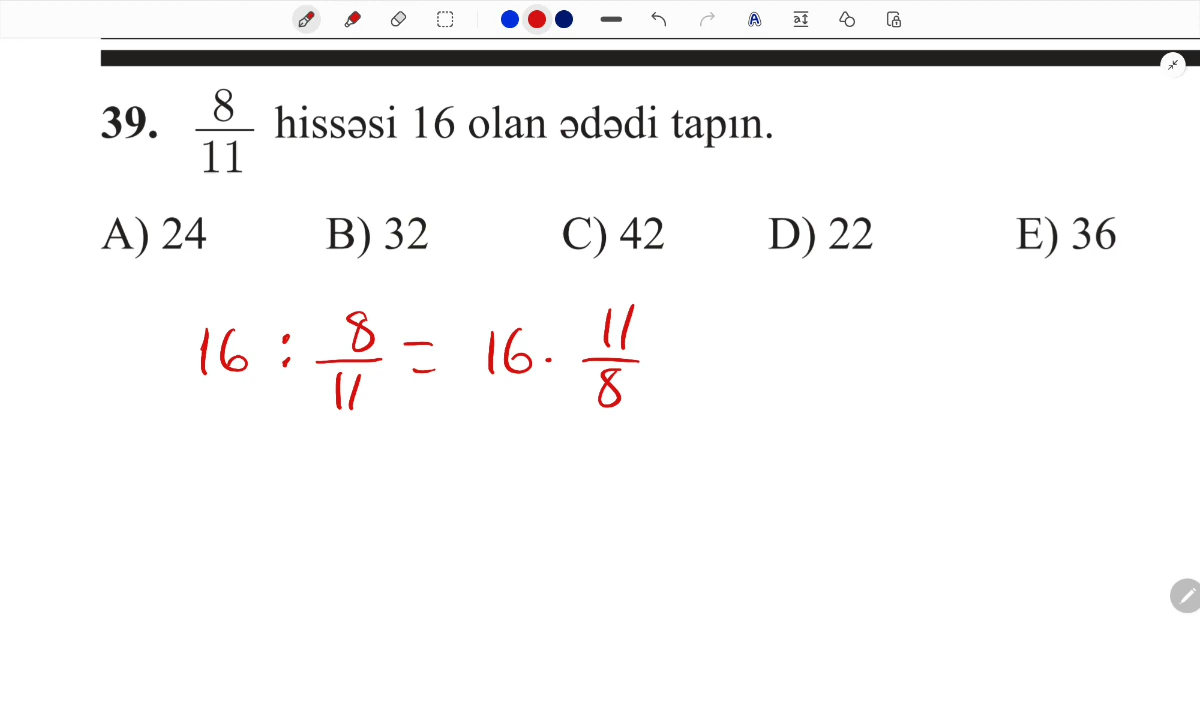 39. 8/11 hissəsi 16 olan ədədi tapın.
A) 24 B) 32 C) 42 D) 22 E) 36
16 : 8/11 = 16 · 11/8